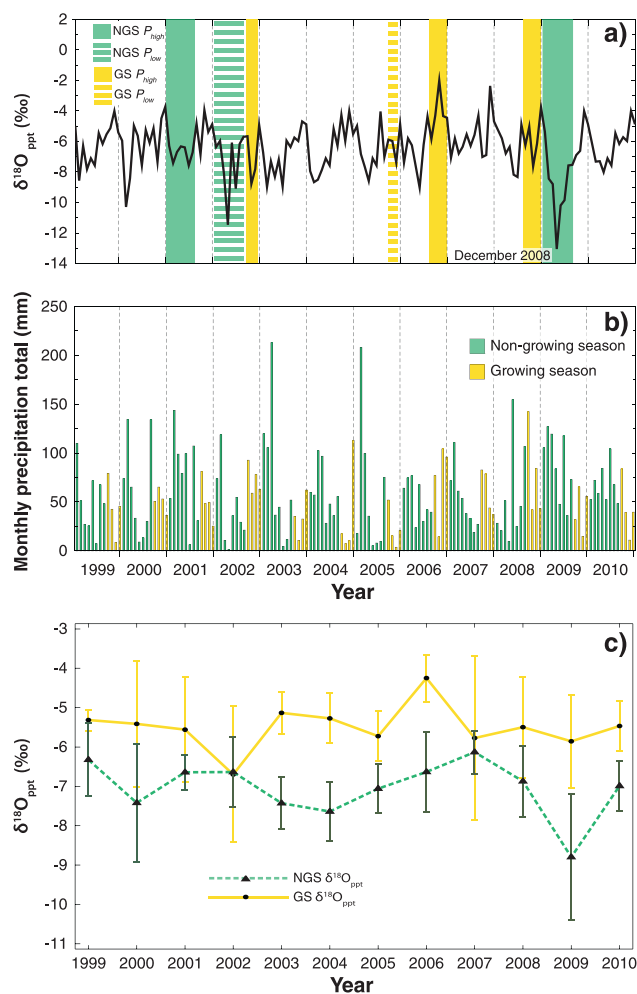 a)
NGS P_high
NGS P_low
GS P_high
GS P_low
2
0
-2
-4
-6
-8
-10
-12
-14
δ¹⁸O_ppt (‰)
December 2008
b)
Non-growing season
Growing season
250
200
150
100
50
0
Monthly precipitation total (mm)
1999 2000 2001 2002 2003 2004 2005 2006 2007 2008 2009 2010
Year
c)
-3
-4
-5
-6
-7
-8
-9
-10
-11
δ¹⁸O_ppt (‰)
NGS δ¹⁸O_ppt
GS δ¹⁸O_ppt
1999 2000 2001 2002 2003 2004 2005 2006 2007 2008 2009 2010
Year